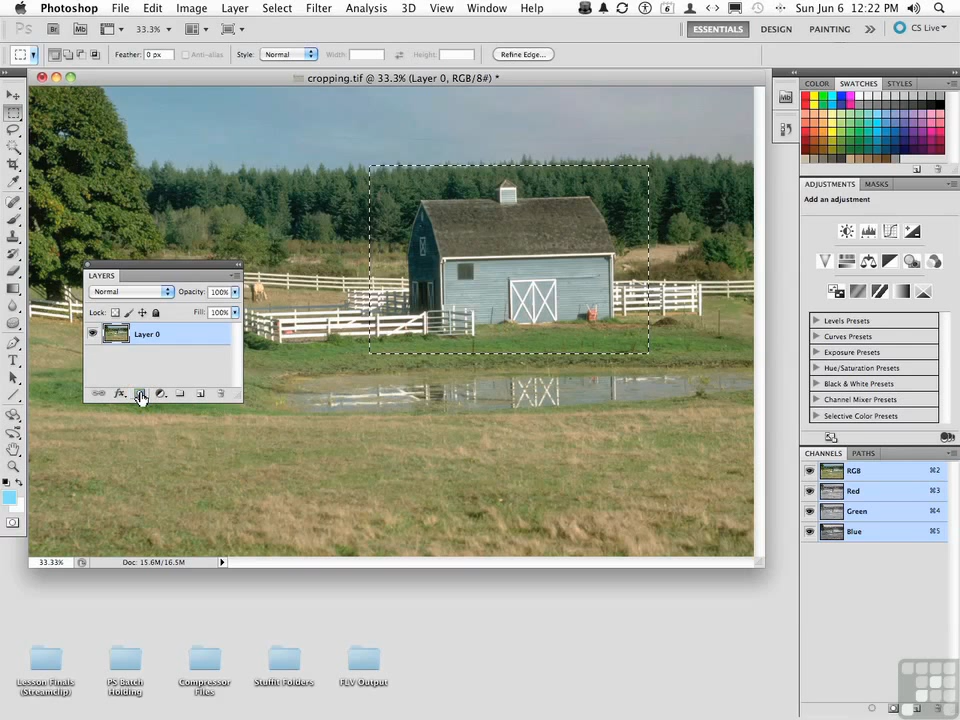 Photoshop File Edit Image Layer Select Filter Analysis 3D View Window Help Sun Jun 6 12:22 PM
Ps Br Mb 33.3% ESSENTIALS DESIGN PAINTING CS Live
Feather: 0 px Anti-alias Style: Normal Width: Height: Refine Edge...
cropping.tif @ 33.3% (Layer 0, RGB/8#) *
COLOR SWATCHES STYLES
Mb
ADJUSTMENTS MASKS
Add an adjustment
Levels Presets
Curves Presets
Exposure Presets
Hue/Saturation Presets
Black & White Presets
Channel Mixer Presets
Selective Color Presets
LAYERS
Normal Opacity: 100%
Lock: Fill: 100%
Layer 0
fx
CHANNELS PATHS
RGB ⌘2
Red ⌘3
Green ⌘4
Blue ⌘5
33.33% Doc: 15.6M/16.5M
Lesson Finals (Streamclip)
PS Batch Holding
Compressor Files
Stuffit Folders
FLV Output